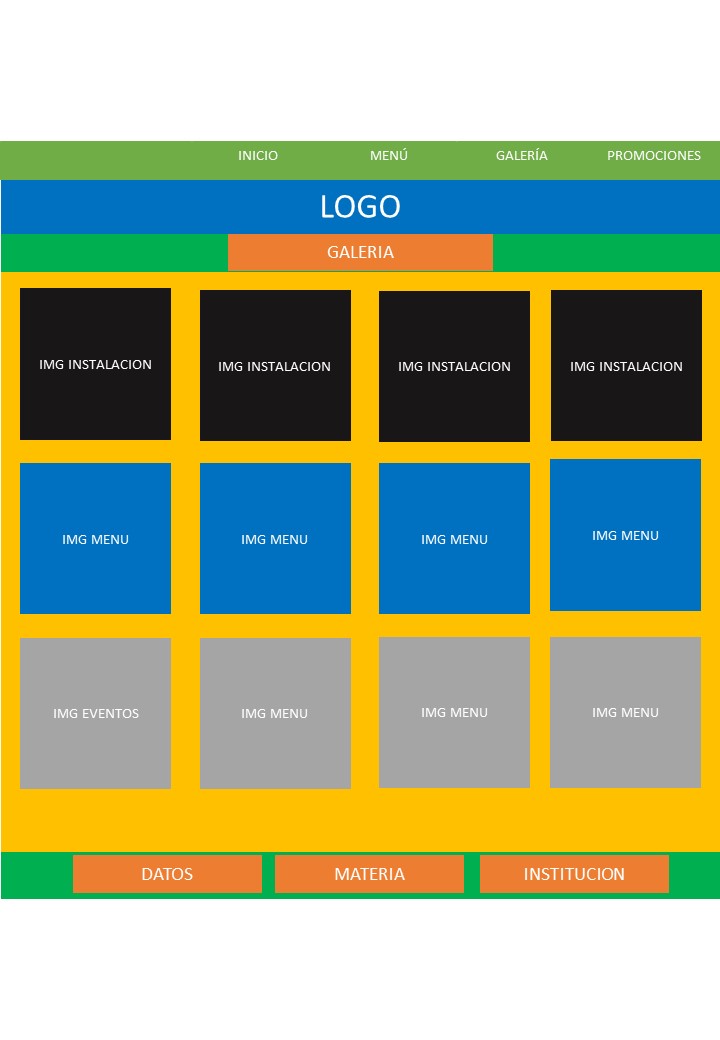 INICIO MENÚ GALERÍA PROMOCIONES
LOGO
GALERIA
IMG INSTALACION IMG INSTALACION IMG INSTALACION IMG INSTALACION
IMG MENU IMG MENU IMG MENU IMG MENU
IMG EVENTOS IMG MENU IMG MENU IMG MENU
DATOS MATERIA INSTITUCION